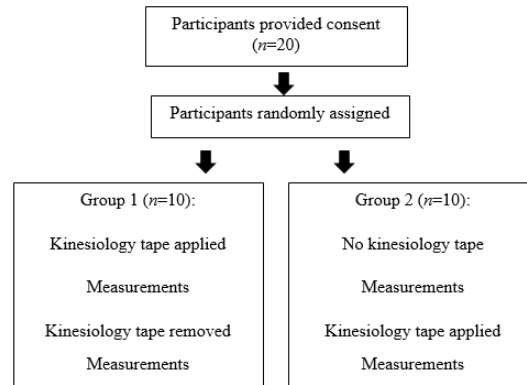 Participants provided consent
(n=20)
Participants randomly assigned
Group 1 (n=10):
Kinesiology tape applied
Measurements
Kinesiology tape removed
Measurements
Group 2 (n=10):
No kinesiology tape
Measurements
Kinesiology tape applied
Measurements